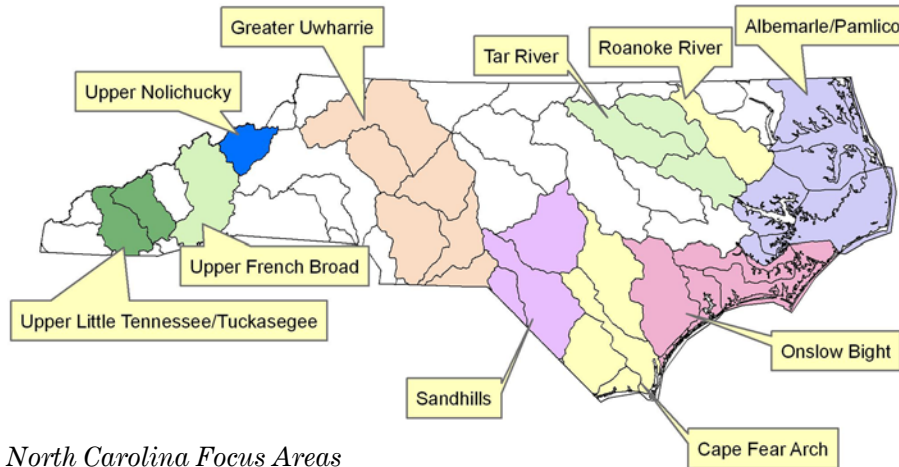 Greater Uwharrie
Albemarle/Pamlico
Roanoke River
Tar River
Upper Nolichucky
Upper French Broad
Upper Little Tennessee/Tuckasegee
Onslow Bight
Sandhills
Cape Fear Arch
North Carolina Focus Areas